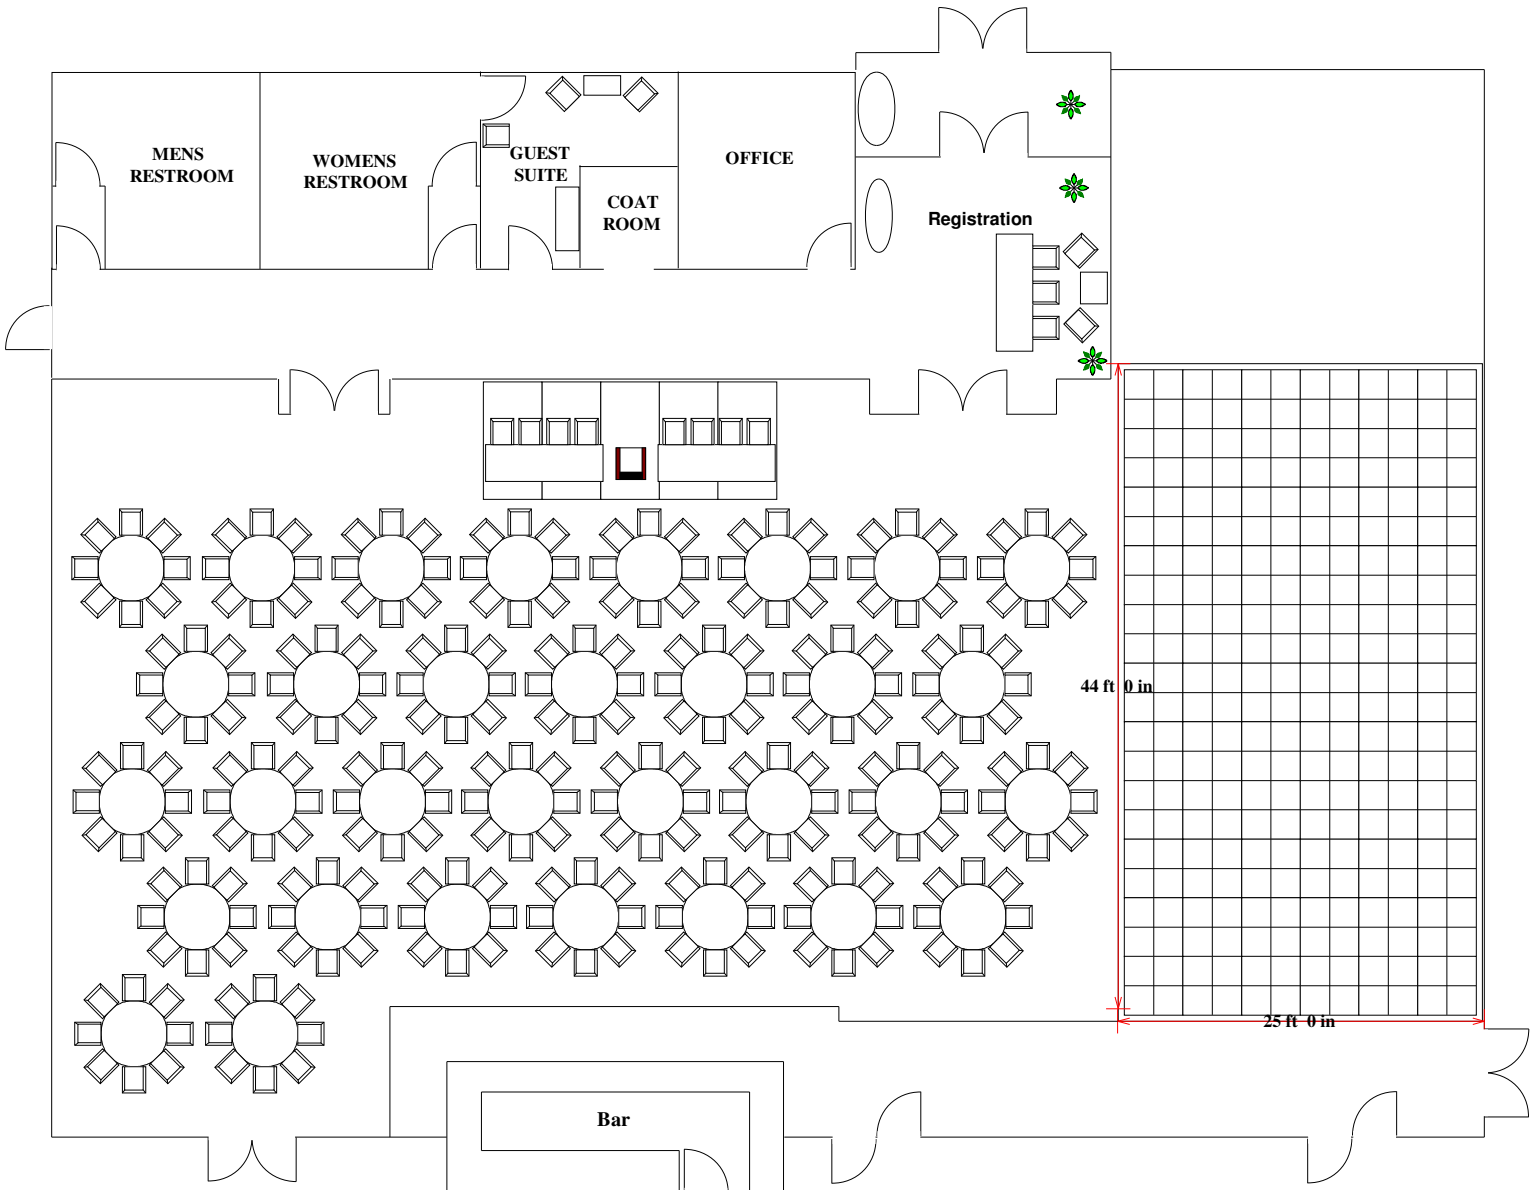 MENS
RESTROOM
WOMENS
RESTROOM
GUEST
SUITE
COAT
ROOM
OFFICE
Registration
44 ft 0 in
25 ft 0 in
Bar